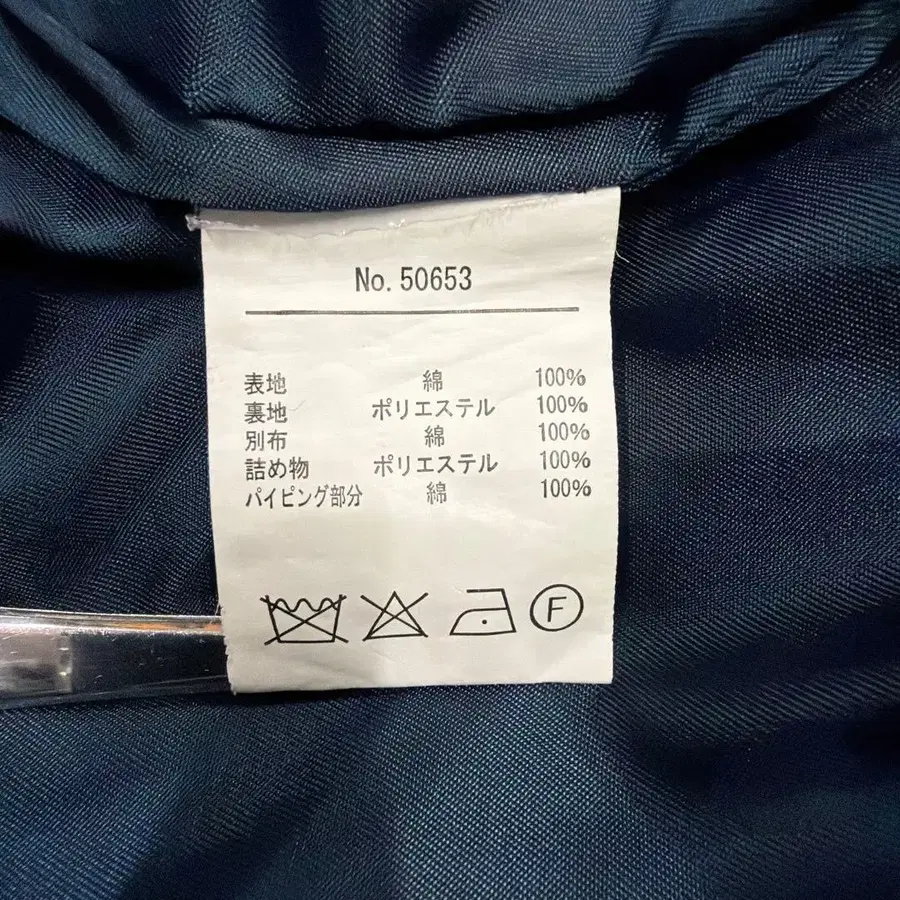 No. 50653
表地 綿 100%
裏地 ポリエステル 100%
別布 綿 100%
詰め物 ポリエステル 100%
パイピング部分 綿 100%
F